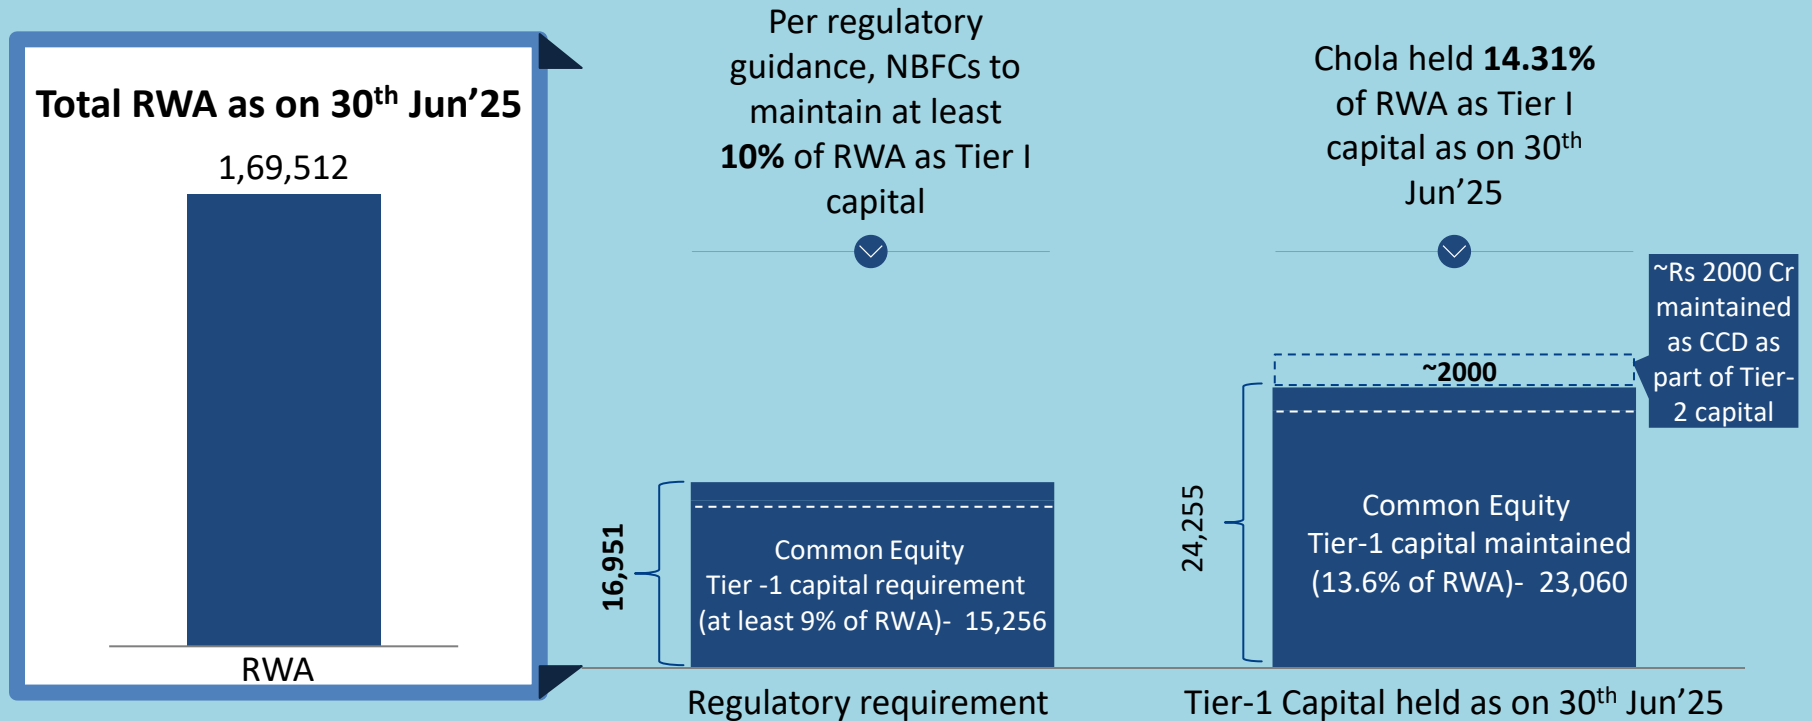 Total RWA as on 30th Jun’25
1,69,512
RWA
Per regulatory
guidance, NBFCs to
maintain at least
10% of RWA as Tier I
capital
16,951
Common Equity
Tier -1 capital requirement
(at least 9% of RWA)- 15,256
Regulatory requirement
Chola held 14.31%
of RWA as Tier I
capital as on 30th
Jun’25
~Rs 2000 Cr
maintained
as CCD as
part of Tier-
2 capital
~2000
24,255
Common Equity
Tier-1 capital maintained
(13.6% of RWA)- 23,060
Tier-1 Capital held as on 30th Jun’25